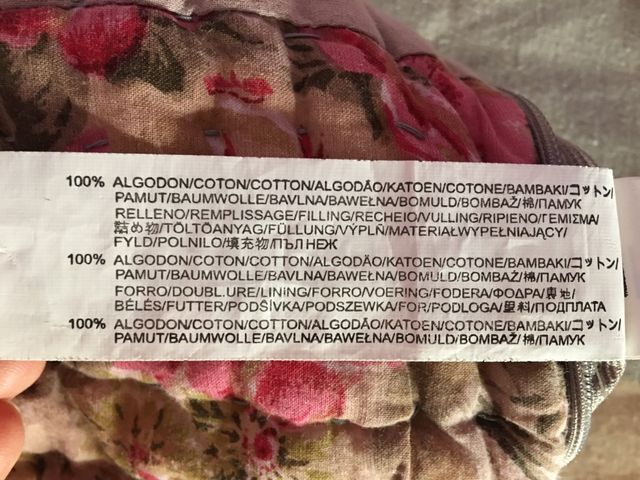 100% ALGODON/COTON/COTTON/ALGODÃO/KATOEN/COTONE/BAMBAKI/コットン/
PAMUT/BAUMWOLLE/BAVLNA/BAWEŁNA/BOMULD/BOMBAŽ/棉/ПАМУК
RELLENO/REMPLISSAGE/FILLING/RECHEIO/VULLING/RIPIENO/ΓΕΜΙΣΜΑ/
詰め物/TÖLTÖANYAG/FÜLLUNG/VÝPLŇ/MATERIAŁWYPEŁNIAJĄCY/
FYLD/POLNILO/填充物/ПЪЛНЕЖ
100% ALGODON/COTON/COTTON/ALGODÃO/KATOEN/COTONE/BAMBAKI/コットン/
PAMUT/BAUMWOLLE/BAVLNA/BAWEŁNA/BOMULD/BOMBAŽ/棉/ПАМУК
FORRO/DOUBL.URE/LINING/FORRO/VOERING/FODERA/ΦΟΔΡΑ/裏地/
BÉLÉS/FUTTER/PODŠÍVKA/PODSZEWKA/FOR/PODLOGA/里料/ПОДПЛАТА
100% ALGODON/COTON/COTTON/ALGODÃO/KATOEN/COTONE/BAMBAKI/コットン/
PAMUT/BAUMWOLLE/BAVLNA/BAWEŁNA/BOMULD/BOMBAŽ/棉/ПАМУК